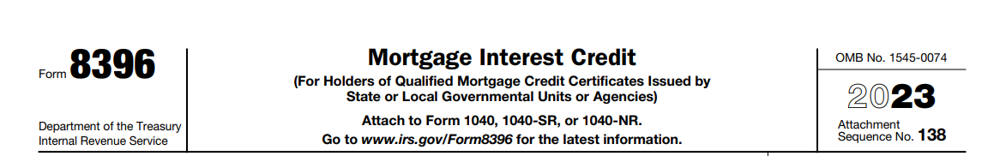 Form 8396
Department of the Treasury
Internal Revenue Service
Mortgage Interest Credit
(For Holders of Qualified Mortgage Credit Certificates Issued by
State or Local Governmental Units or Agencies)
Attach to Form 1040, 1040-SR, or 1040-NR.
Go to www.irs.gov/Form8396 for the latest information.
OMB No. 1545-0074
2023
Attachment
Sequence No. 138